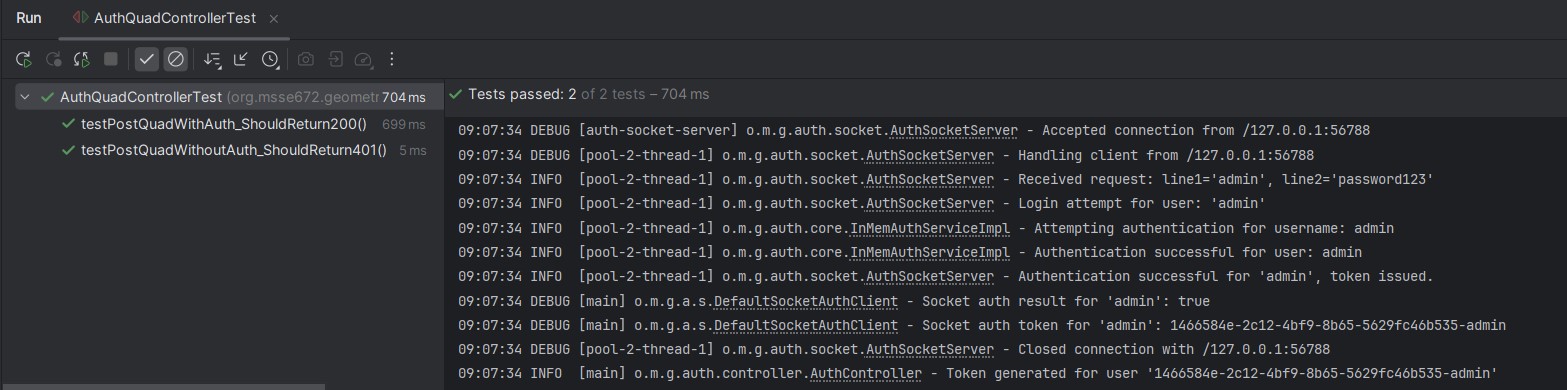 Run AuthQuadControllerTest
AuthQuadControllerTest (org.msse672.geometr 704 ms
testPostQuadWithAuth_ShouldReturn200() 699 ms
testPostQuadWithoutAuth_ShouldReturn401() 5 ms
Tests passed: 2 of 2 tests – 704 ms
09:07:34 DEBUG [auth-socket-server] o.m.g.auth.socket.AuthSocketServer - Accepted connection from /127.0.0.1:56788
09:07:34 DEBUG [pool-2-thread-1] o.m.g.auth.socket.AuthSocketServer - Handling client from /127.0.0.1:56788
09:07:34 INFO  [pool-2-thread-1] o.m.g.auth.socket.AuthSocketServer - Received request: line1='admin', line2='password123'
09:07:34 INFO  [pool-2-thread-1] o.m.g.auth.socket.AuthSocketServer - Login attempt for user: 'admin'
09:07:34 INFO  [pool-2-thread-1] o.m.g.auth.core.InMemAuthServiceImpl - Attempting authentication for username: admin
09:07:34 INFO  [pool-2-thread-1] o.m.g.auth.core.InMemAuthServiceImpl - Authentication successful for user: admin
09:07:34 INFO  [pool-2-thread-1] o.m.g.auth.socket.AuthSocketServer - Authentication successful for 'admin', token issued.
09:07:34 DEBUG [main] o.m.g.a.s.DefaultSocketAuthClient - Socket auth result for 'admin': true
09:07:34 DEBUG [main] o.m.g.a.s.DefaultSocketAuthClient - Socket auth token for 'admin': 1466584e-2c12-4bf9-8b65-5629fc46b535-admin
09:07:34 DEBUG [pool-2-thread-1] o.m.g.auth.socket.AuthSocketServer - Closed connection with /127.0.0.1:56788
09:07:34 INFO  [main] o.m.g.auth.controller.AuthController - Token generated for user '1466584e-2c12-4bf9-8b65-5629fc46b535-admin'